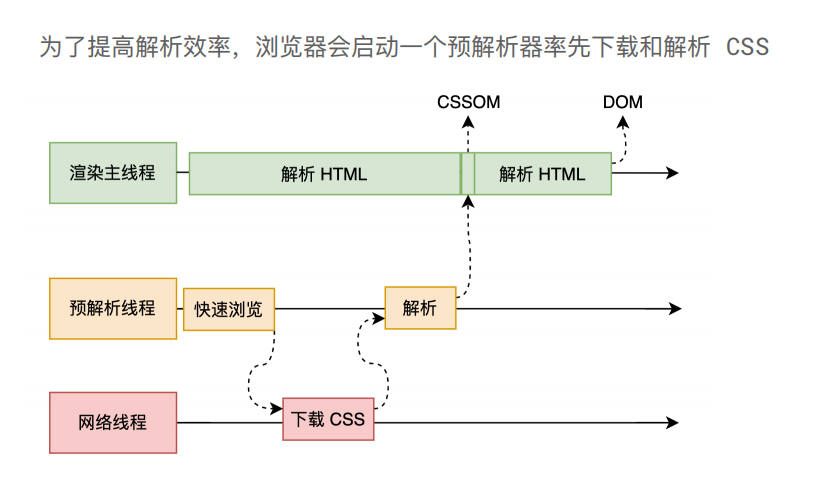 为了提高解析效率，浏览器会启动一个预解析器率先下载和解析 CSS
CSSOM
DOM
渲染主线程
解析 HTML
解析 HTML
预解析线程
快速浏览
解析
网络线程
下载 CSS